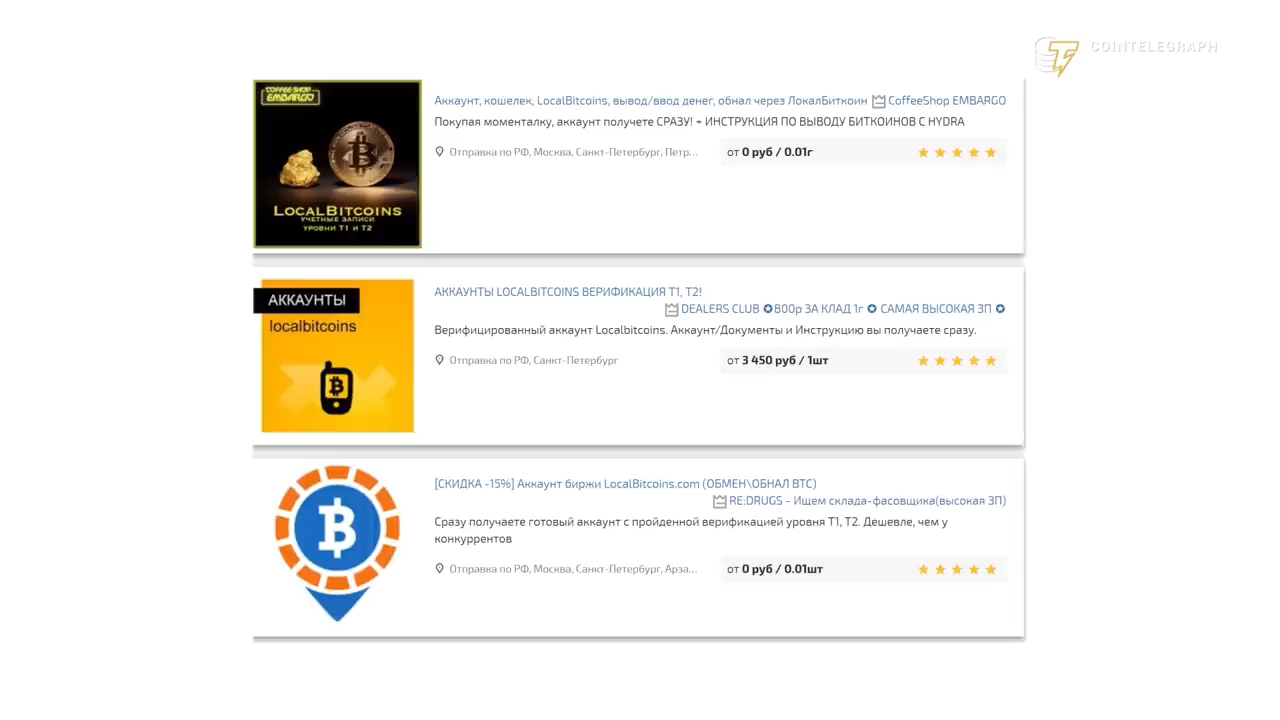 COINTELEGRAPH
COFFEE SHOP
EMBARGO
LOCALBITCOINS
УЧЕТНЫЕ ЗАПИСИ
УРОВНИ Т1 И Т2
Аккаунт, кошелек, LocalBitcoins, вывод/ввод денег, обнал через ЛокалБиткоин CoffeeShop EMBARGO
Покупая моменталку, аккаунт получете СРАЗУ! + ИНСТРУКЦИЯ ПО ВЫВОДУ БИТКОИНОВ С HYDRA
Отправка по РФ, Москва, Санкт-Петербург, Петр... от 0 руб / 0.01г
АККАУНТЫ
localbitcoins
АККАУНТЫ LOCALBITCOINS ВЕРИФИКАЦИЯ Т1, Т2!
DEALERS CLUB ✪800р ЗА КЛАД 1г ✪ САМАЯ ВЫСОКАЯ ЗП ✪
Верифицированный аккаунт Localbitcoins. Аккаунт/Документы и Инструкцию вы получаете сразу.
Отправка по РФ, Санкт-Петербург от 3 450 руб / 1шт
[СКИДКА -15%] Аккаунт биржи LocalBitcoins.com (ОБМЕН\ОБНАЛ BTC)
RE:DRUGS - Ищем склада-фасовщика(высокая ЗП)
Сразу получаете готовый аккаунт с пройденной верификацией уровня Т1, Т2. Дешевле, чем у
конкуррентов
Отправка по РФ, Москва, Санкт-Петербург, Арза... от 0 руб / 0.01шт